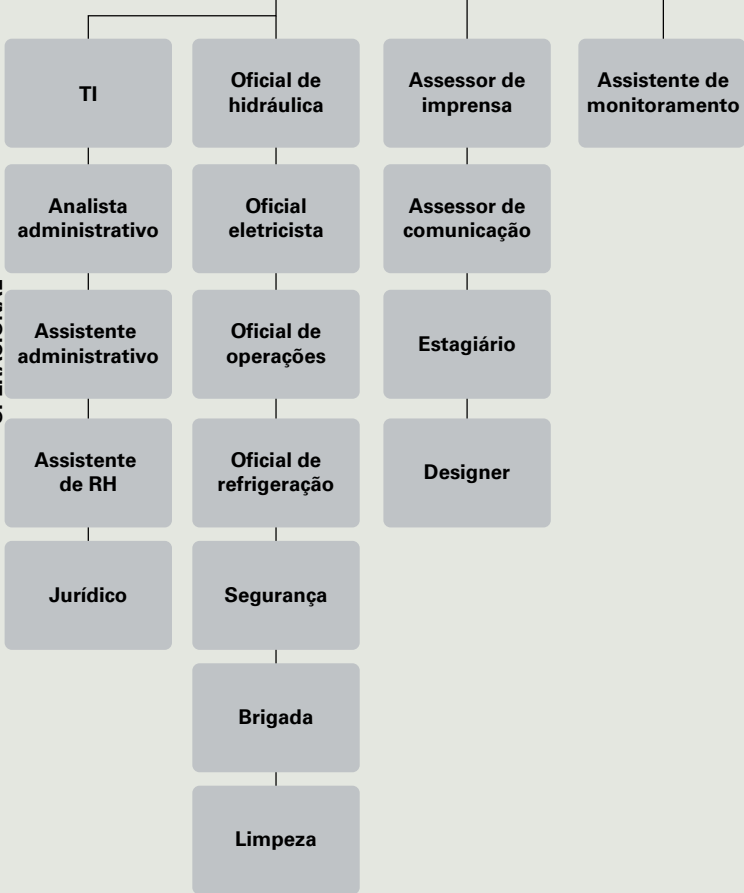 TI
Oficial de
hidráulica
Assessor de
imprensa
Assistente de
monitoramento
Analista
administrativo
Oficial
eletricista
Assessor de
comunicação
Assistente
administrativo
Oficial de
operações
Estagiário
Assistente
de RH
Oficial de
refrigeração
Designer
Jurídico
Segurança
Brigada
Limpeza